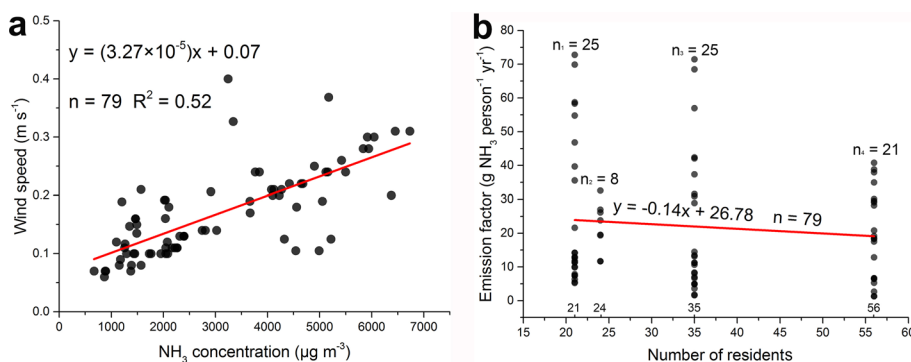 a
y = (3.27×10⁻⁵)x + 0.07
n = 79 R² = 0.52
Wind speed (m s⁻¹)
0.5
0.4
0.3
0.2
0.1
0.0
0 1000 2000 3000 4000 5000 6000 7000
NH₃ concentration (µg m⁻³)
b
n₁ = 25
n₃ = 25
n₄ = 21
n₂ = 8
y = -0.14x + 26.78 n = 79
Emission factor (g NH₃ person⁻¹ yr⁻¹)
80
70
60
50
40
30
20
10
0
21 24 35 56
15 20 25 30 35 40 45 50 55 60
Number of residents